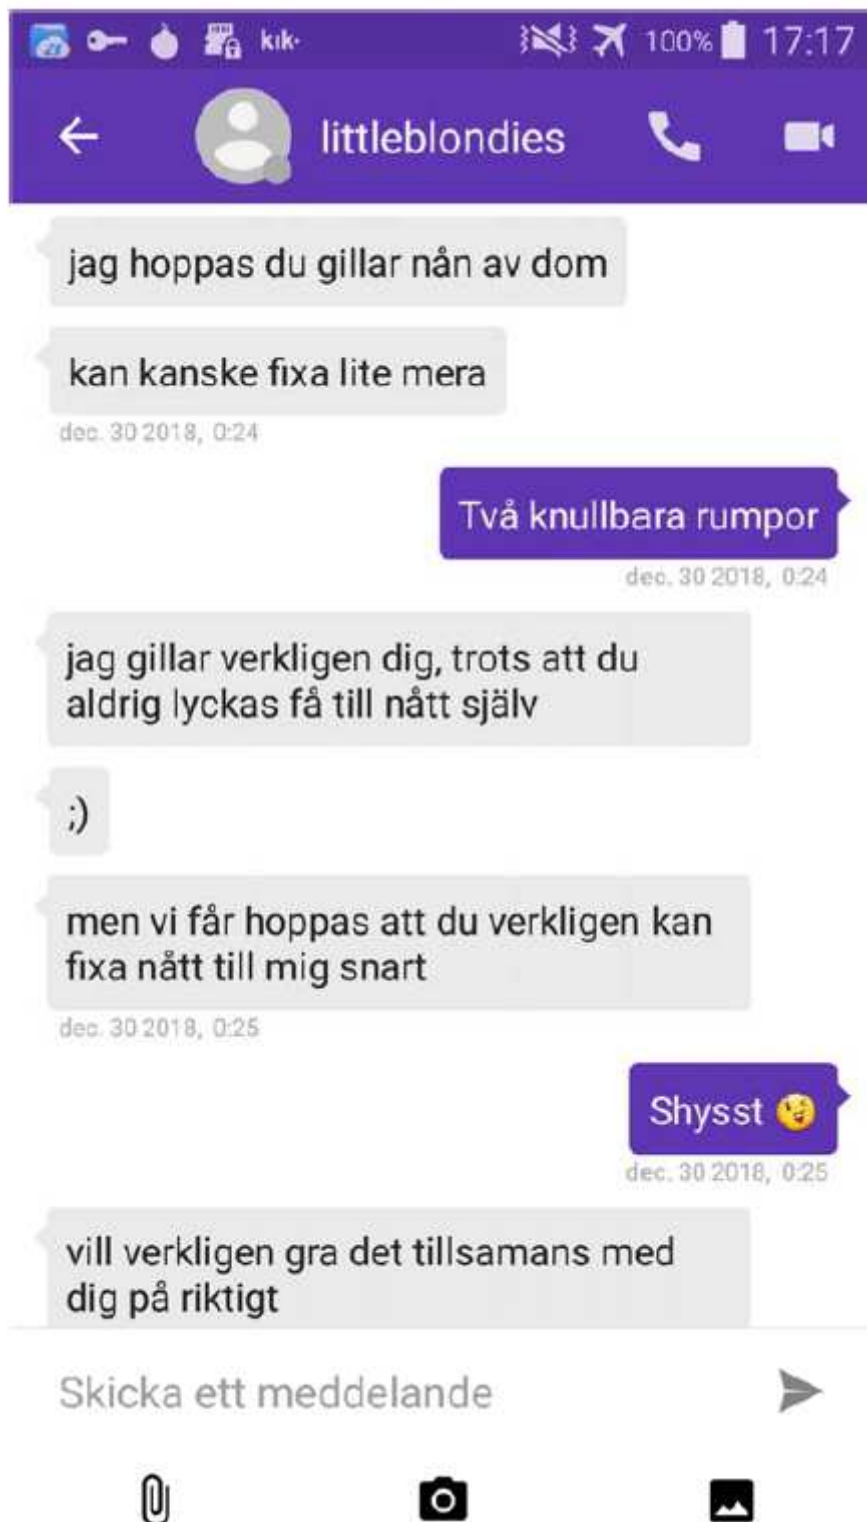 27 kik· 100% 17:17
littleblondies
jag hoppas du gillar nån av dom
kan kanske fixa lite mera
dec. 30 2018, 0:24
Två knullbara rumpor
dec. 30 2018, 0:24
jag gillar verkligen dig, trots att du
aldrig lyckas få till nått själv
;)
men vi får hoppas att du verkligen kan
fixa nått till mig snart
dec. 30 2018, 0:25
Shysst
dec. 30 2018, 0:25
vill verkligen gra det tillsamans med
dig på riktigt
Skicka ett meddelande